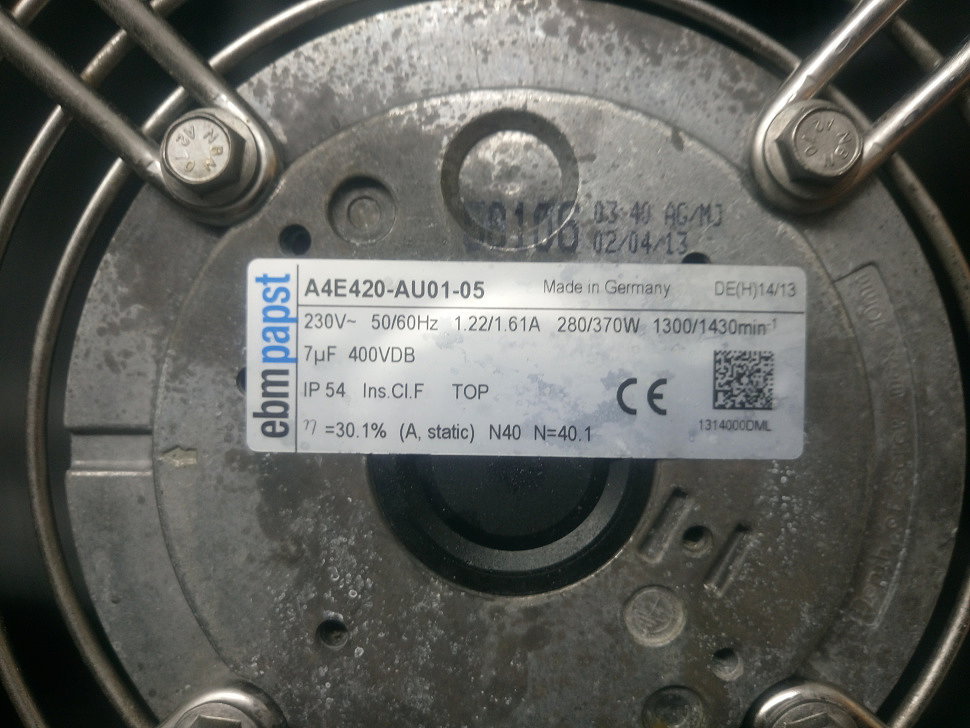 03:40 AG/MJ
02/04/13
ebmpapst
A4E420-AU01-05 Made in Germany DE(H)14/13
230V~ 50/60Hz 1.22/1.61A 280/370W 1300/1430min⁻¹
7µF 400VDB
IP 54 Ins.Cl.F TOP CE
η =30.1% (A, static) N40 N=40.1
1314000DML